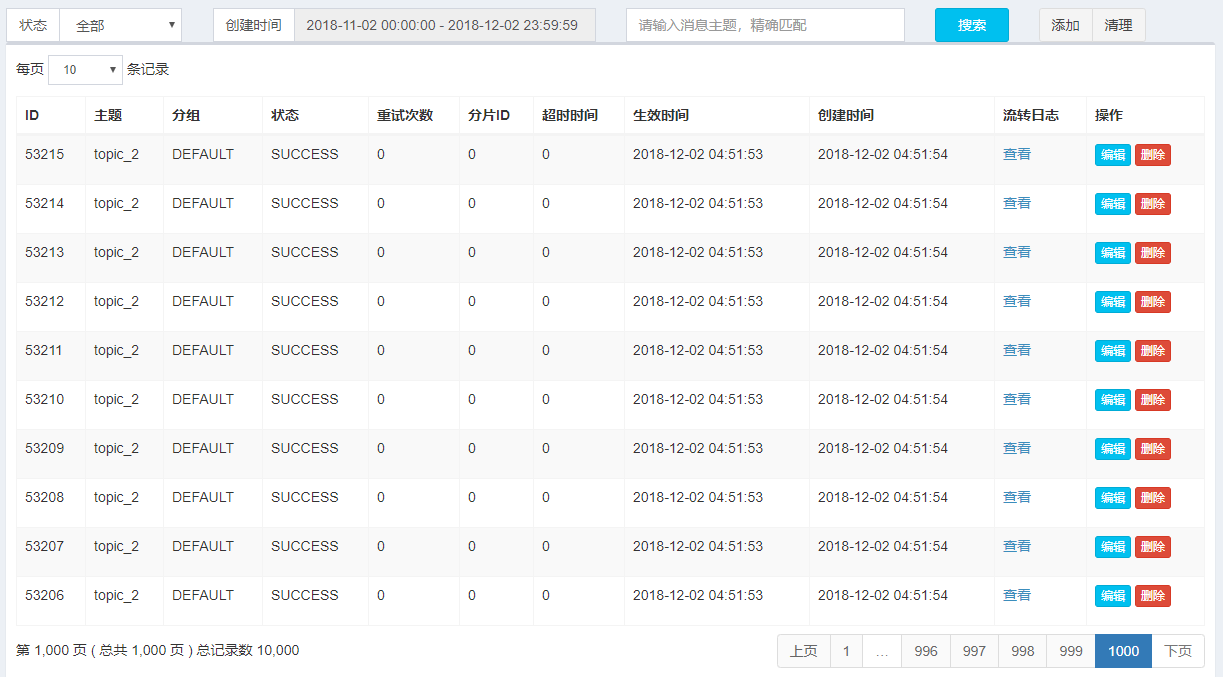 状态 全部 创建时间 2018-11-02 00:00:00 - 2018-12-02 23:59:59 请输入消息主题，精确匹配 搜索 添加 清理
每页 10 条记录
ID 主题 分组 状态 重试次数 分片ID 超时时间 生效时间 创建时间 流转日志 操作
53215 topic_2 DEFAULT SUCCESS 0 0 0 2018-12-02 04:51:53 2018-12-02 04:51:54 查看 编辑 删除
53214 topic_2 DEFAULT SUCCESS 0 0 0 2018-12-02 04:51:53 2018-12-02 04:51:54 查看 编辑 删除
53213 topic_2 DEFAULT SUCCESS 0 0 0 2018-12-02 04:51:53 2018-12-02 04:51:54 查看 编辑 删除
53212 topic_2 DEFAULT SUCCESS 0 0 0 2018-12-02 04:51:53 2018-12-02 04:51:54 查看 编辑 删除
53211 topic_2 DEFAULT SUCCESS 0 0 0 2018-12-02 04:51:53 2018-12-02 04:51:54 查看 编辑 删除
53210 topic_2 DEFAULT SUCCESS 0 0 0 2018-12-02 04:51:53 2018-12-02 04:51:54 查看 编辑 删除
53209 topic_2 DEFAULT SUCCESS 0 0 0 2018-12-02 04:51:53 2018-12-02 04:51:54 查看 编辑 删除
53208 topic_2 DEFAULT SUCCESS 0 0 0 2018-12-02 04:51:53 2018-12-02 04:51:54 查看 编辑 删除
53207 topic_2 DEFAULT SUCCESS 0 0 0 2018-12-02 04:51:53 2018-12-02 04:51:54 查看 编辑 删除
53206 topic_2 DEFAULT SUCCESS 0 0 0 2018-12-02 04:51:53 2018-12-02 04:51:54 查看 编辑 删除
第 1,000 页 ( 总共 1,000 页 ) 总记录数 10,000 上页 1 … 996 997 998 999 1000 下页